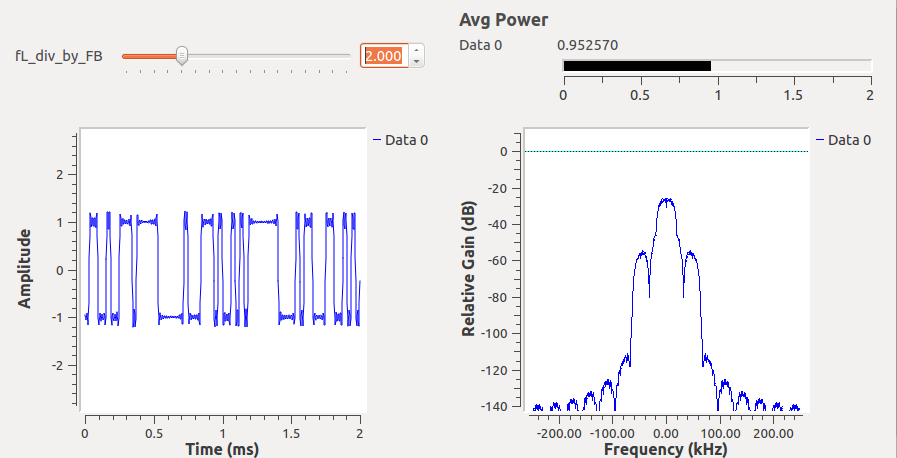 Avg Power
Data 0 0.952570
fL_div_by_FB 2.000
0 0.5 1 1.5 2
Data 0
2
1
0
-1
-2
Amplitude
0 0.5 1 1.5 2
Time (ms)
Data 0
0
-20
-40
-60
-80
-100
-120
-140
Relative Gain (dB)
-200.00 -100.00 0.00 100.00 200.00
Frequency (kHz)